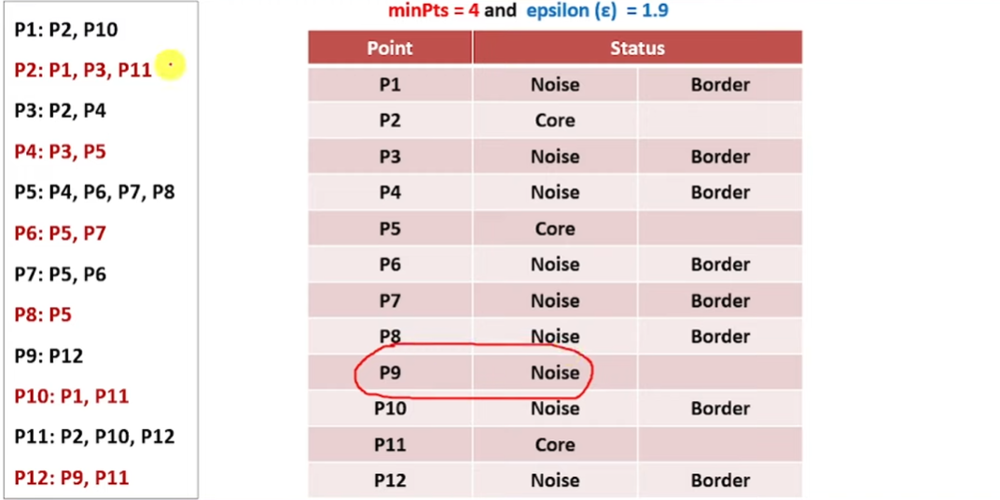 minPts = 4 and epsilon (ε) = 1.9
P1: P2, P10
P2: P1, P3, P11
P3: P2, P4
P4: P3, P5
P5: P4, P6, P7, P8
P6: P5, P7
P7: P5, P6
P8: P5
P9: P12
P10: P1, P11
P11: P2, P10, P12
P12: P9, P11
Point Status
P1 Noise Border
P2 Core
P3 Noise Border
P4 Noise Border
P5 Core
P6 Noise Border
P7 Noise Border
P8 Noise Border
P9 Noise
P10 Noise Border
P11 Core
P12 Noise Border